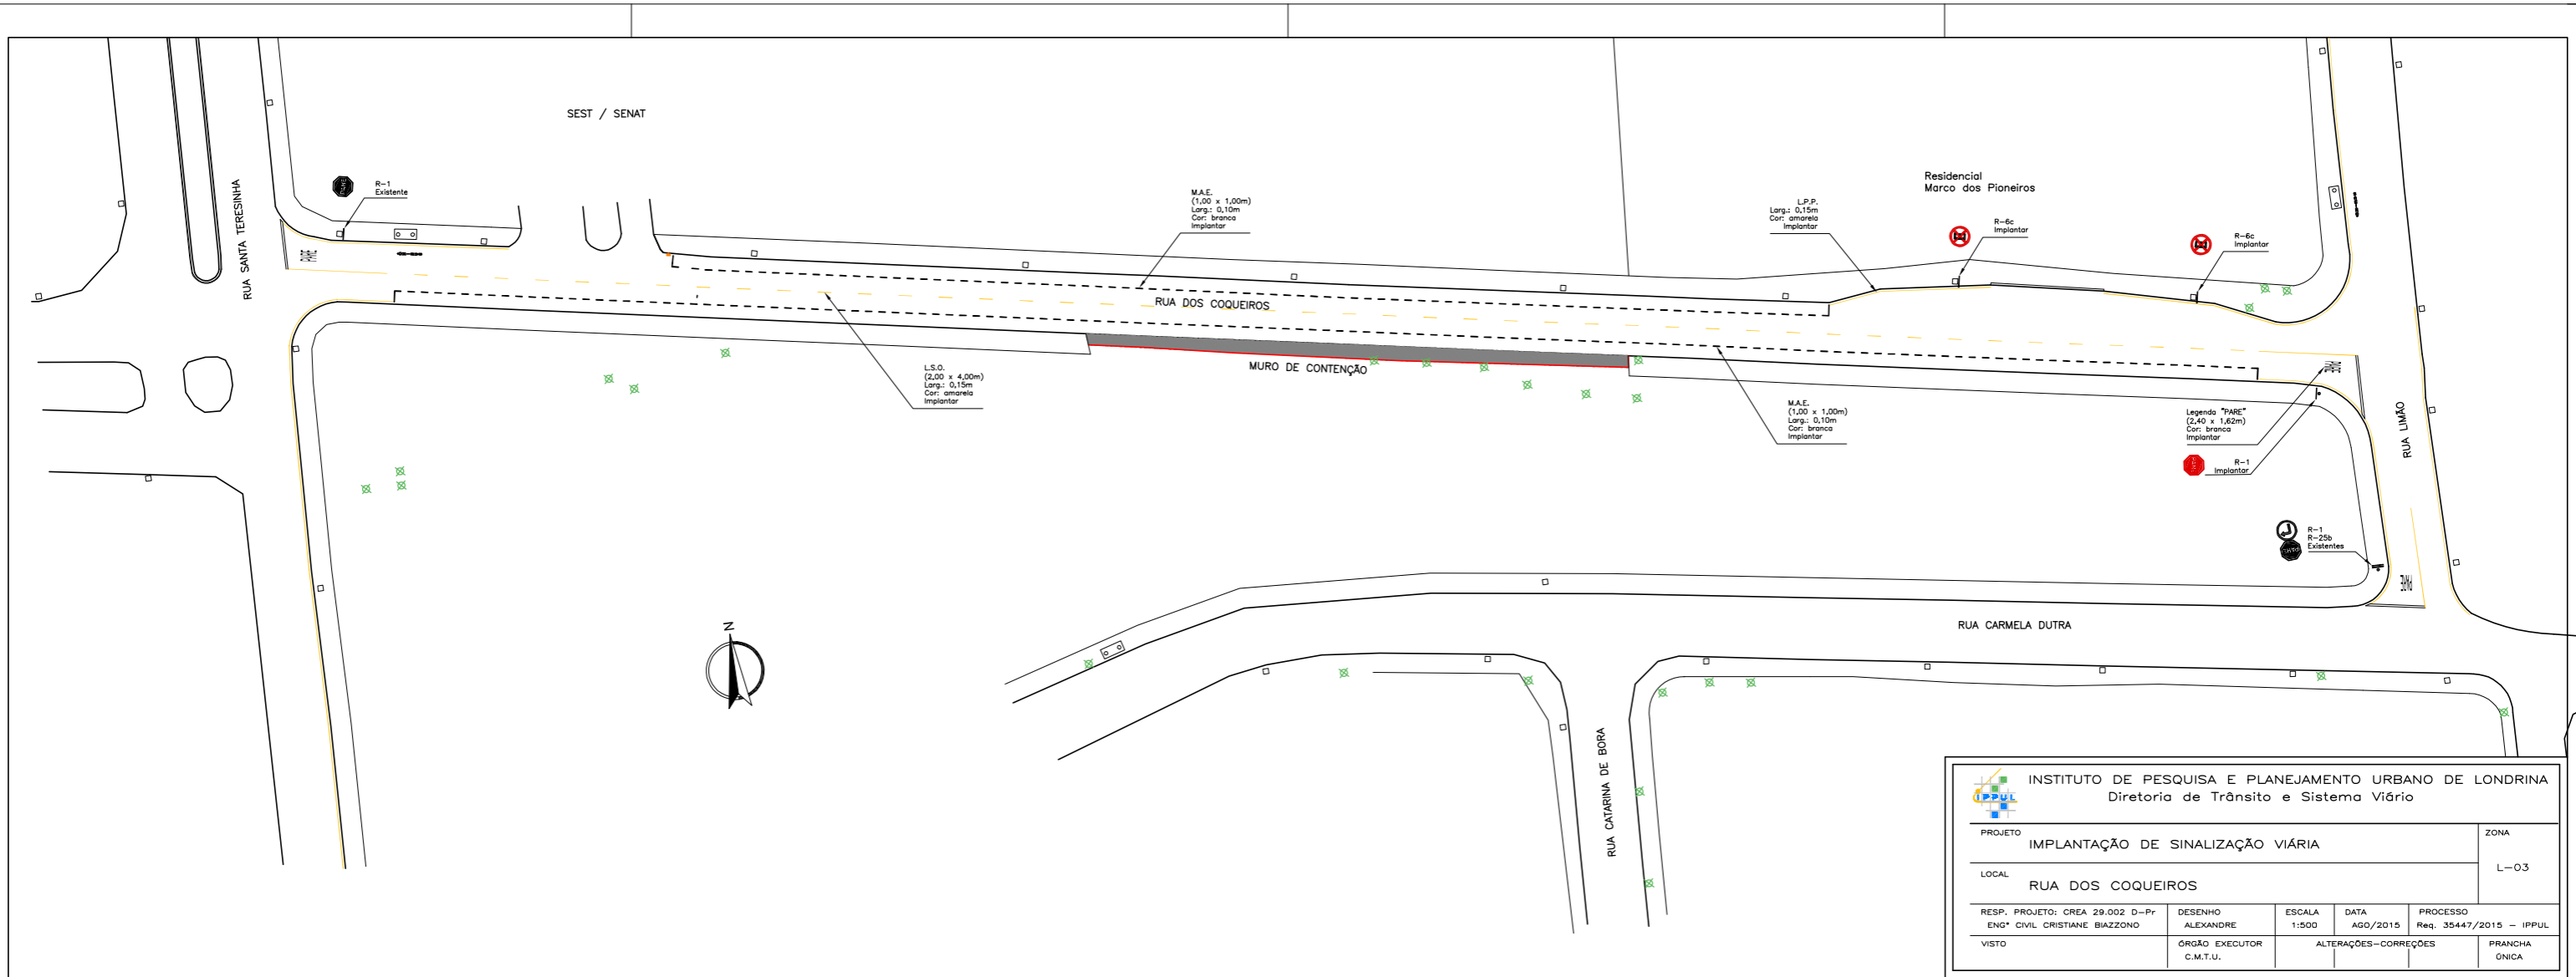 SEST / SENAT
RUA SANTA TERESINHA
R-1
Existente
PARE
M.A.E.
(1,00 x 1,00m)
Larg.: 0,10m
Cor: branca
Implantar
L.P.P.
Larg.: 0,15m
Cor: amarela
Implantar
Residencial
Marco dos Pioneiros
R-6c
Implantar
R-6c
Implantar
RUA DOS COQUEIROS
MURO DE CONTENÇÃO
L.S.O.
(2,00 x 4,00m)
Larg.: 0,15m
Cor: amarela
Implantar
M.A.E.
(1,00 x 1,00m)
Larg.: 0,10m
Cor: branca
Implantar
PARE
Legenda "PARE"
(2,40 x 1,62m)
Cor: branca
Implantar
R-1
Implantar
RUA LIMÃO
R-1
R-25b
Existentes
PARE
N
RUA CARMELA DUTRA
RUA CATARINA DE BORA
IPPUL
INSTITUTO DE PESQUISA E PLANEJAMENTO URBANO DE LONDRINA
Diretoria de Trânsito e Sistema Viário
PROJETO
IMPLANTAÇÃO DE SINALIZAÇÃO VIÁRIA
ZONA
L-03
LOCAL
RUA DOS COQUEIROS
RESP. PROJETO: CREA 29.002 D-Pr
ENGª CIVIL CRISTIANE BIAZZONO
DESENHO
ALEXANDRE
ESCALA
1:500
DATA
AGO/2015
PROCESSO
Req. 35447/2015 - IPPUL
VISTO
ÓRGÃO EXECUTOR
C.M.T.U.
ALTERAÇÕES-CORREÇÕES
PRANCHA
ÚNICA